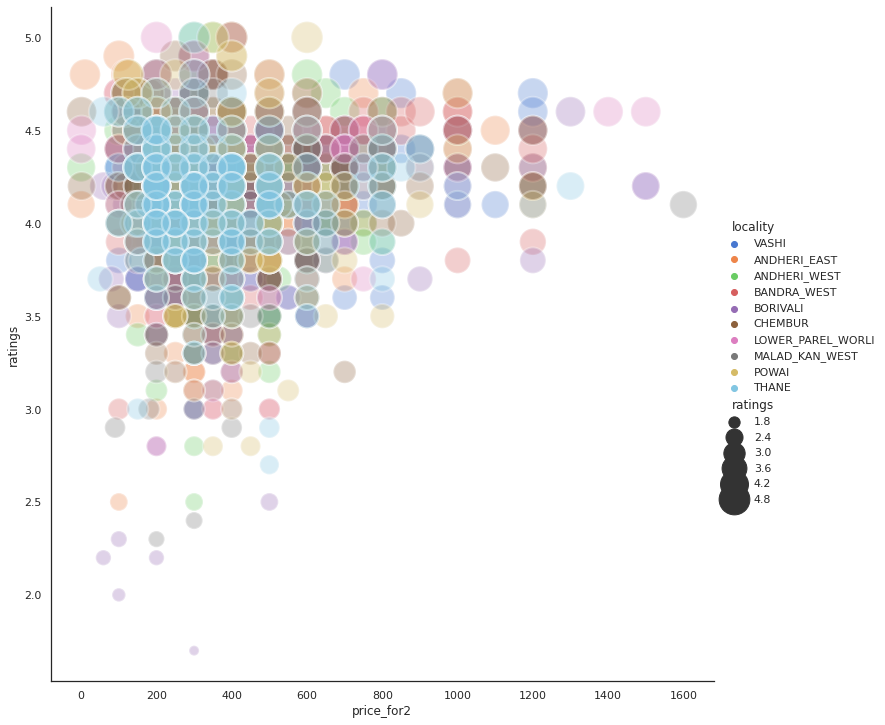 5.0
4.5
4.0
3.5
3.0
2.5
2.0
ratings
0 200 400 600 800 1000 1200 1400 1600
price_for2
locality
VASHI
ANDHERI_EAST
ANDHERI_WEST
BANDRA_WEST
BORIVALI
CHEMBUR
LOWER_PAREL_WORLI
MALAD_KAN_WEST
POWAI
THANE
ratings
1.8
2.4
3.0
3.6
4.2
4.8